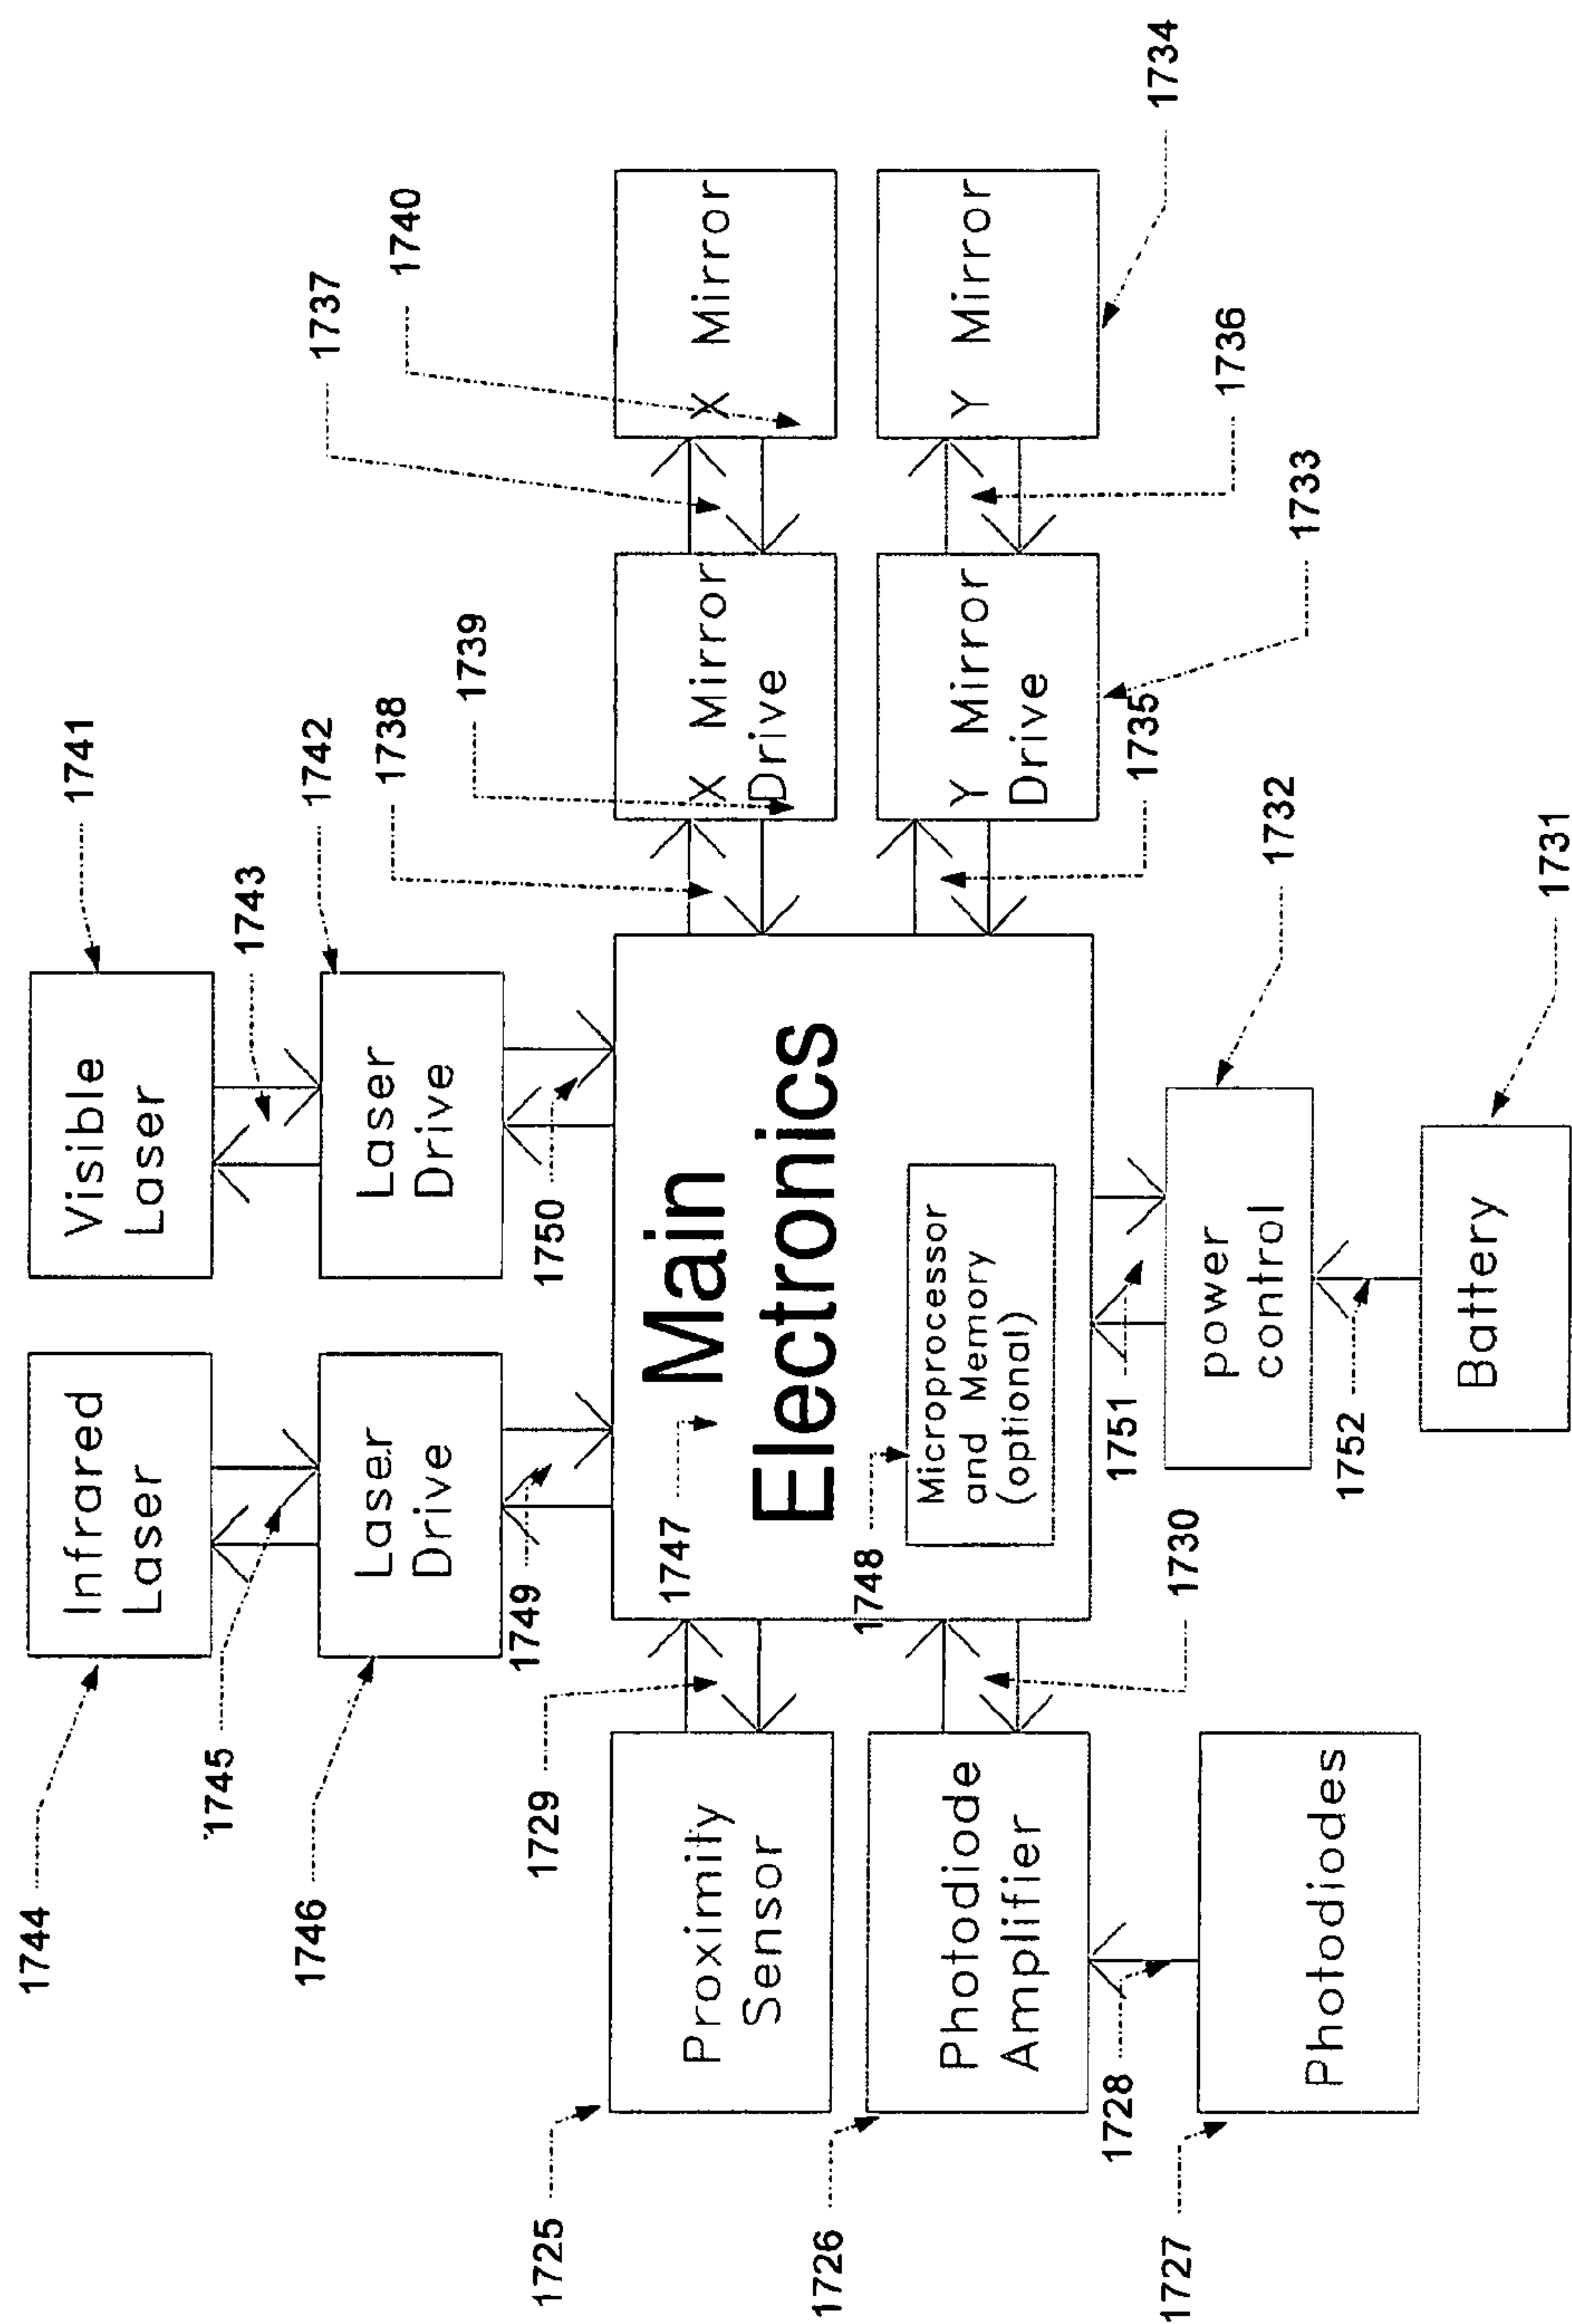 1744
Infrared
Laser
1741
Visible
Laser
1745
1743
1746
Laser
Drive
1742
Laser
Drive
1749
1750
1738
1737
1725
Proximity
Sensor
1729
1747
Main
Electronics
1739
X Mirror
Drive
1740
X Mirror
1726
Photodiode
Amplifier
1730
1748
Microprocessor
and Memory
(optional)
1735
Y Mirror
Drive
1736
Y Mirror
1734
1733
1728
1751
1732
power
control
1727
Photodiodes
1752
1731
Battery